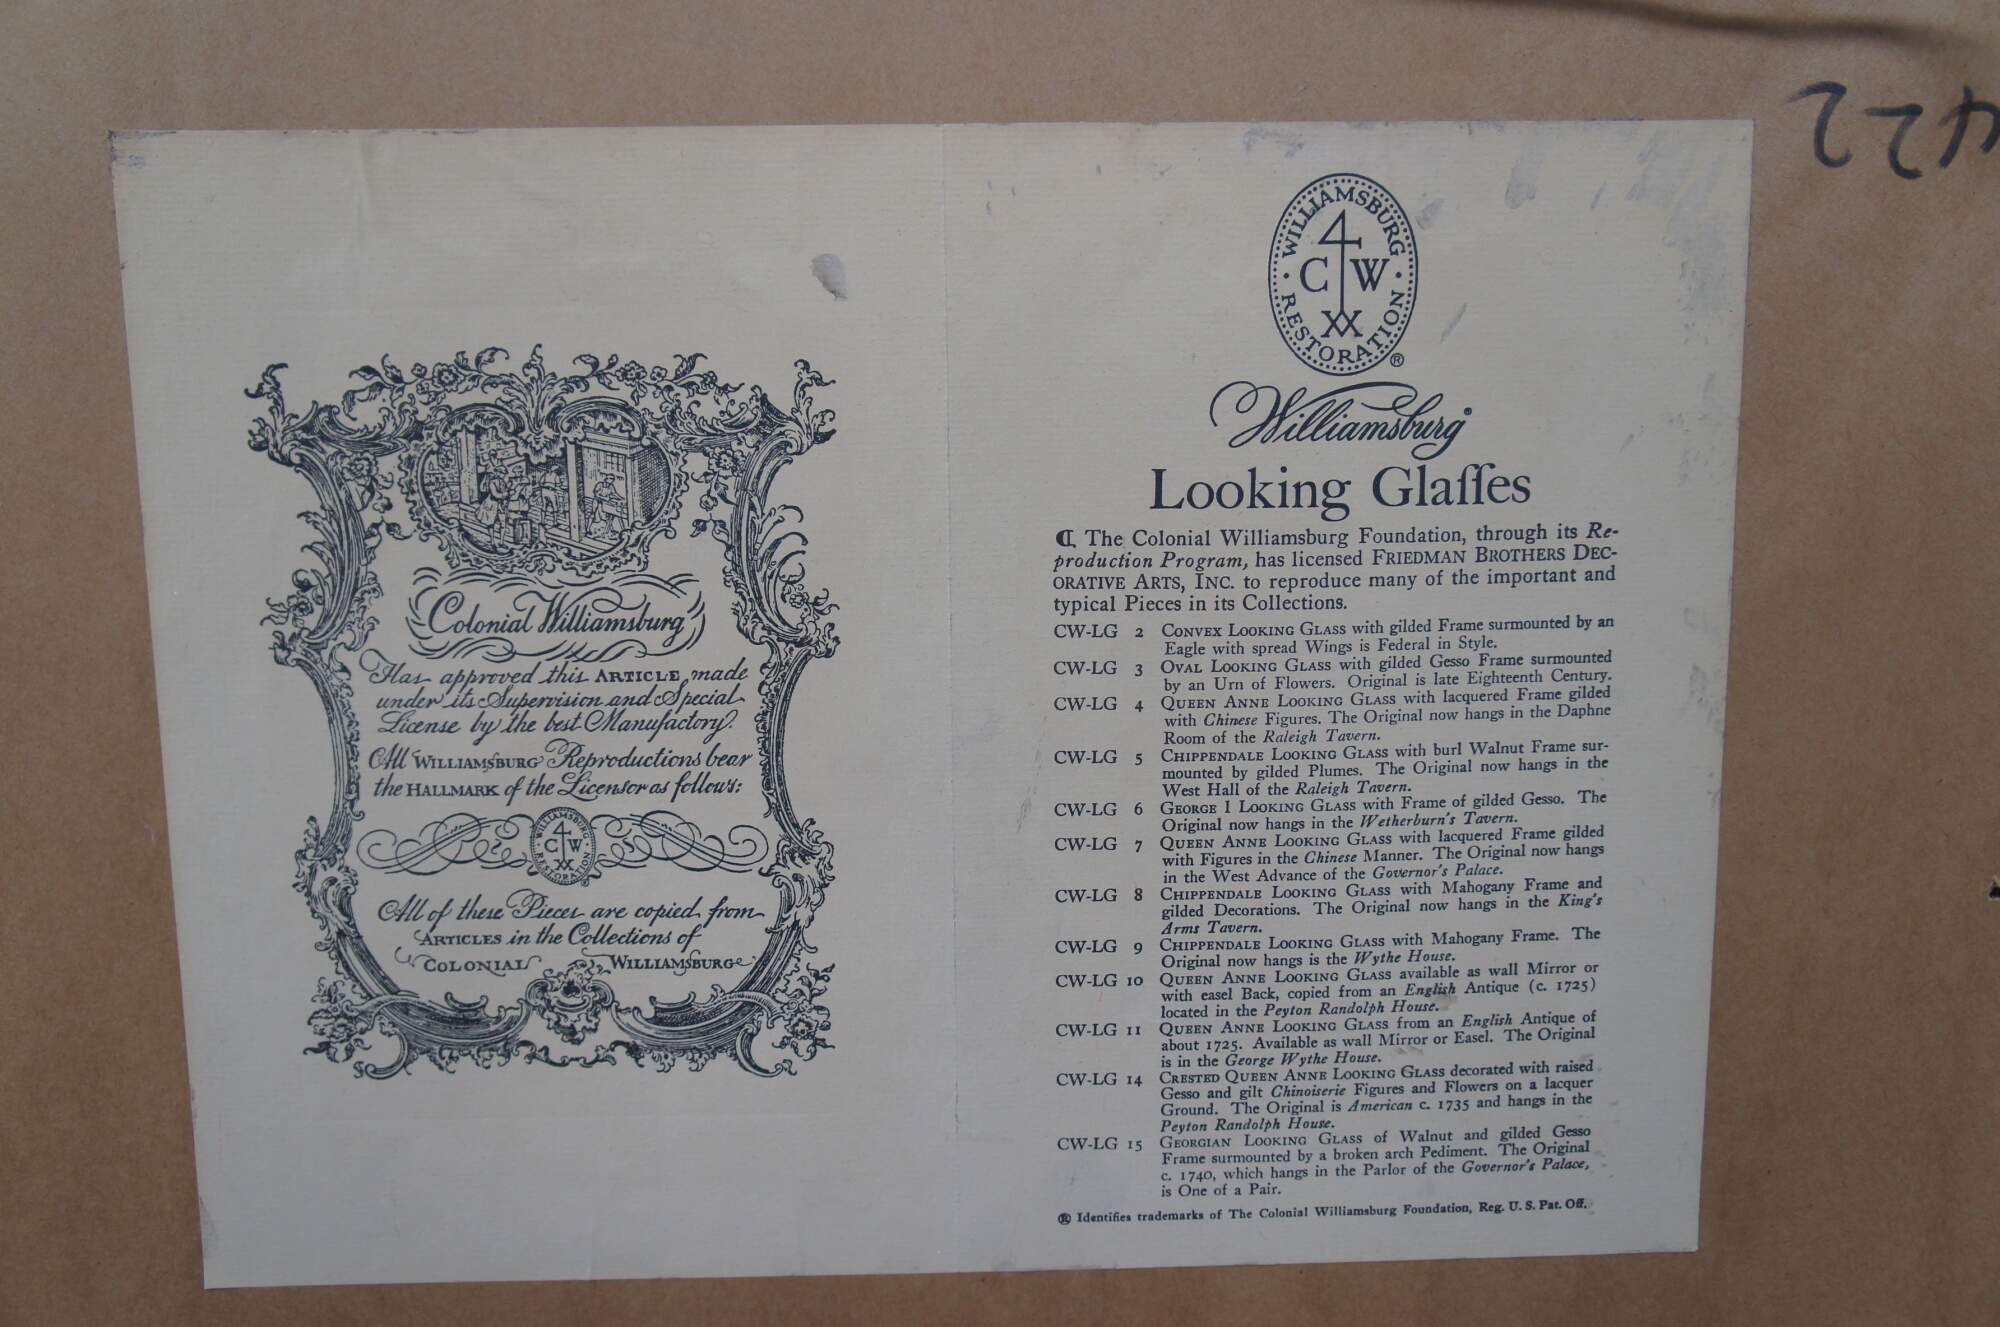 Colonial Williamsburg
Has approved this ARTICLE made
under its Supervision and Special
License by the best Manufactory.
All WILLIAMSBURG Reproductions bear
the HALLMARK of the Licensor as follows:
WILLIAMSBURG
CW
RESTORATION
All of these Pieces are copied from
ARTICLES in the Collections of
COLONIAL WILLIAMSBURG
WILLIAMSBURG
C W
RESTORATION
®
Williamsburg
Looking Glaſſes
The Colonial Williamsburg Foundation, through its Re-
production Program, has licensed FRIEDMAN BROTHERS DEC-
ORATIVE ARTS, INC. to reproduce many of the important and
typical Pieces in its Collections.
CW-LG 2 CONVEX LOOKING GLASS with gilded Frame surmounted by an
Eagle with spread Wings is Federal in Style.
CW-LG 3 OVAL LOOKING GLASS with gilded Gesso Frame surmounted
by an Urn of Flowers. Original is late Eighteenth Century.
CW-LG 4 QUEEN ANNE LOOKING GLASS with lacquered Frame gilded
with Chinese Figures. The Original now hangs in the Daphne
Room of the Raleigh Tavern.
CW-LG 5 CHIPPENDALE LOOKING GLASS with burl Walnut Frame sur-
mounted by gilded Plumes. The Original now hangs in the
West Hall of the Raleigh Tavern.
CW-LG 6 GEORGE I LOOKING GLASS with Frame of gilded Gesso. The
Original now hangs in the Wetherburn's Tavern.
CW-LG 7 QUEEN ANNE LOOKING GLASS with lacquered Frame gilded
with Figures in the Chinese Manner. The Original now hangs
in the West Advance of the Governor's Palace.
CW-LG 8 CHIPPENDALE LOOKING GLASS with Mahogany Frame and
gilded Decorations. The Original now hangs in the King's
Arms Tavern.
CW-LG 9 CHIPPENDALE LOOKING GLASS with Mahogany Frame. The
Original now hangs is the Wythe House.
CW-LG 10 QUEEN ANNE LOOKING GLASS available as wall Mirror or
with easel Back, copied from an English Antique (c. 1725)
located in the Peyton Randolph House.
CW-LG 11 QUEEN ANNE LOOKING GLASS from an English Antique of
about 1725. Available as wall Mirror or Easel. The Original
is in the George Wythe House.
CW-LG 14 CRESTED QUEEN ANNE LOOKING GLASS decorated with raised
Gesso and gilt Chinoiserie Figures and Flowers on a lacquer
Ground. The Original is American c. 1735 and hangs in the
Peyton Randolph House.
CW-LG 15 GEORGIAN LOOKING GLASS of Walnut and gilded Gesso
Frame surmounted by a broken arch Pediment. The Original
c. 1740, which hangs in the Parlor of the Governor's Palace,
is One of a Pair.
® Identifies trademarks of The Colonial Williamsburg Foundation, Reg. U. S. Pat. Off.